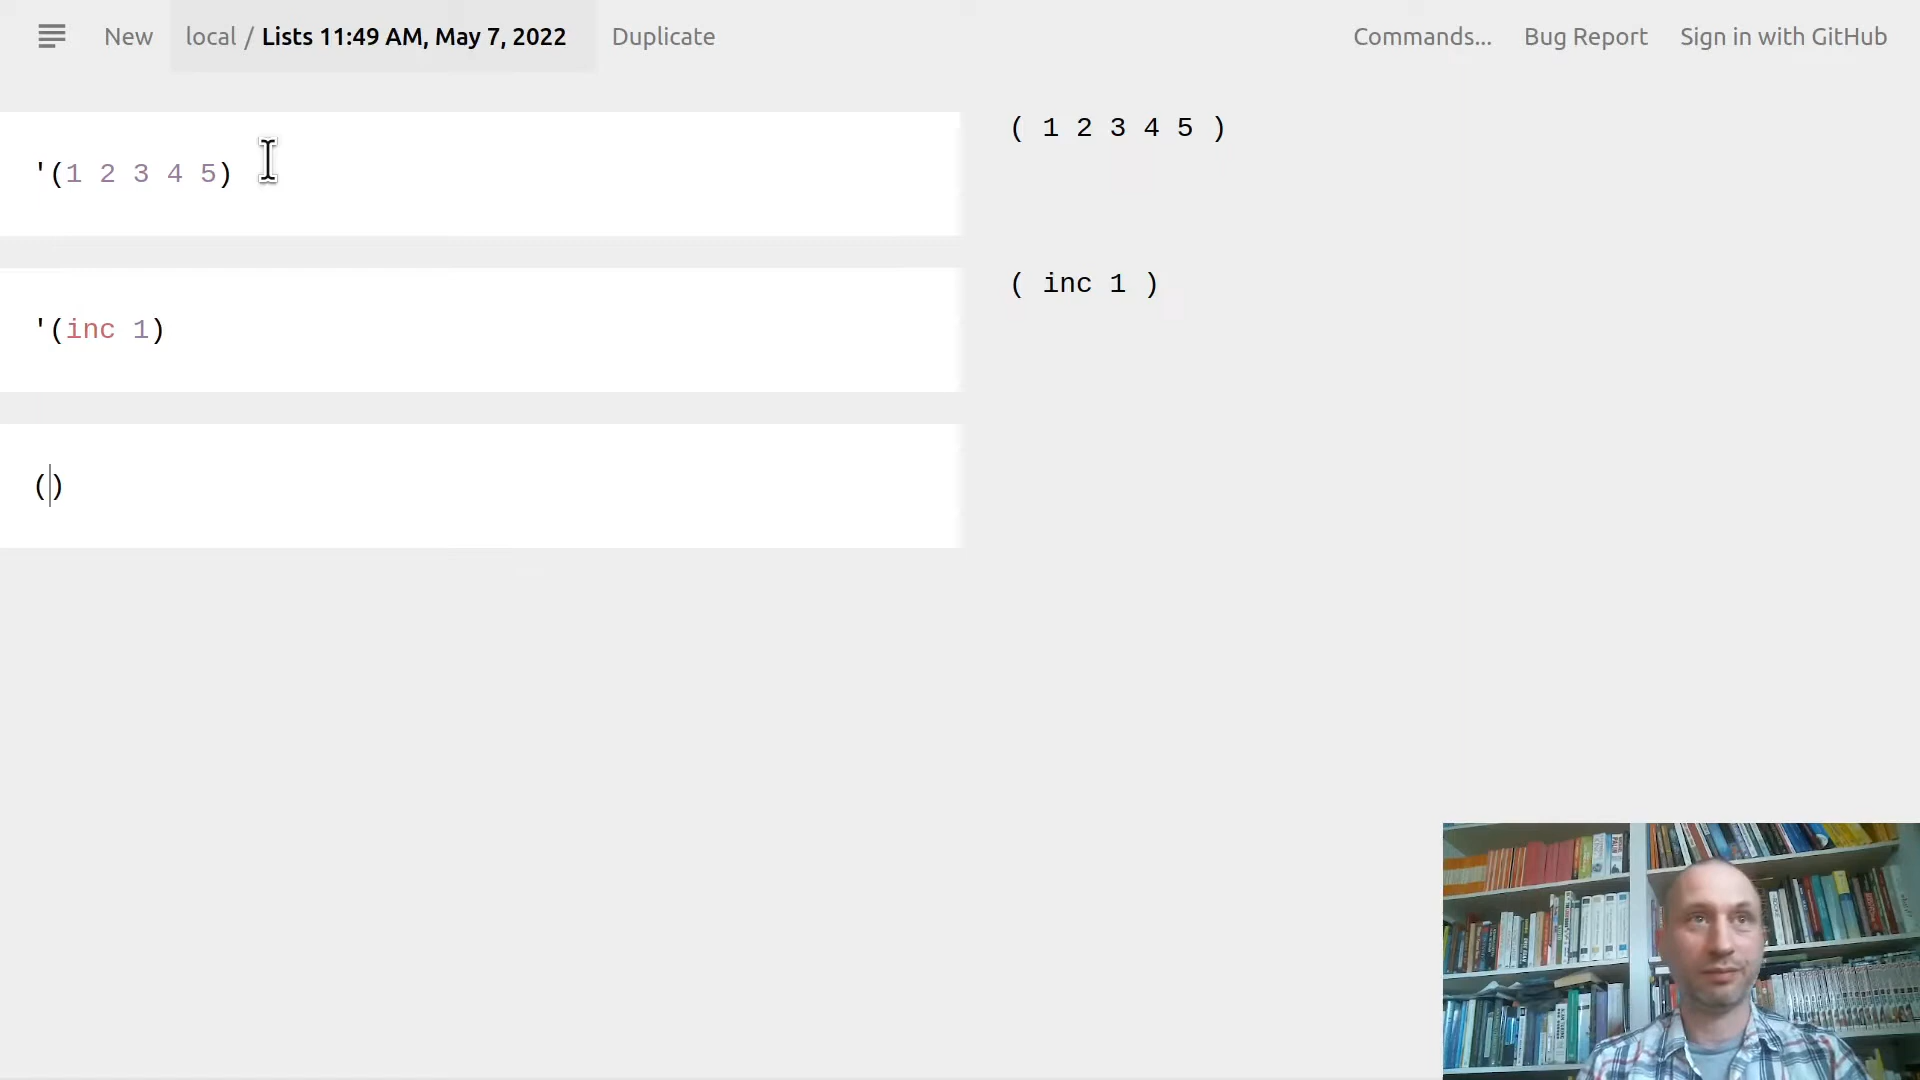 New local / Lists 11:49 AM, May 7, 2022 Duplicate Commands... Bug Report Sign in with GitHub
'(1 2 3 4 5)
( 1 2 3 4 5 )
'(inc 1)
( inc 1 )
()